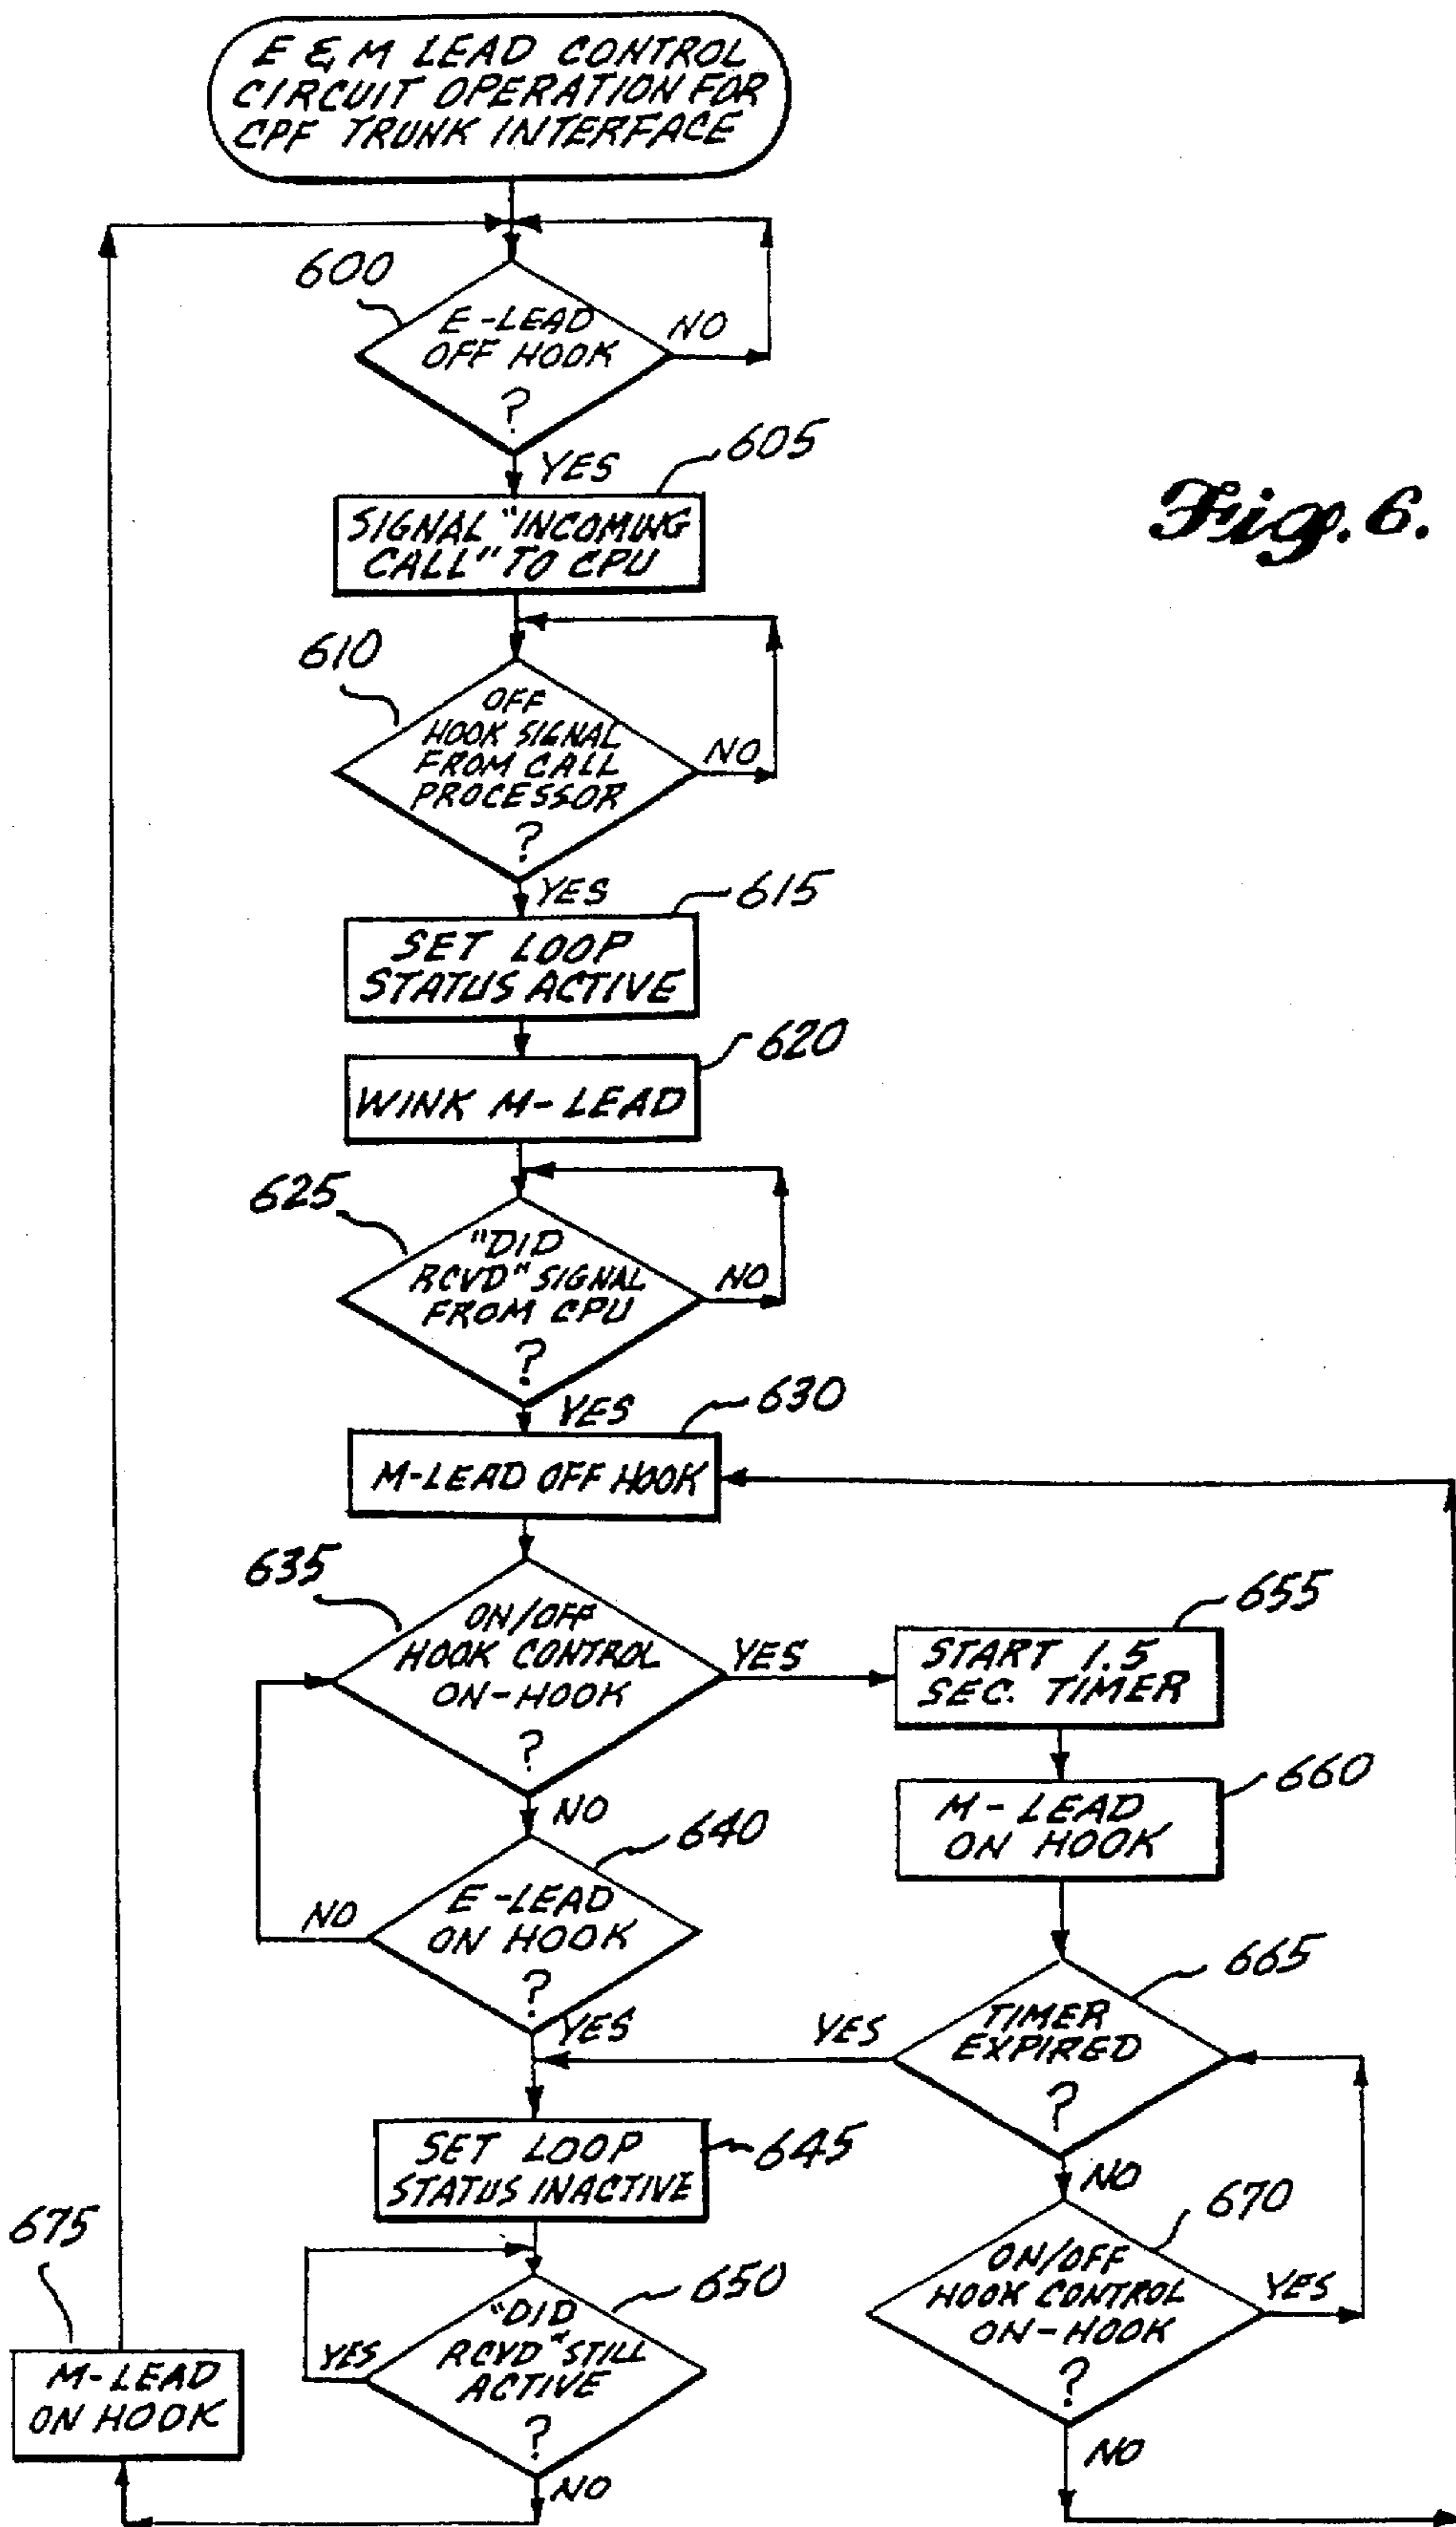 E & M LEAD CONTROL
CIRCUIT OPERATION FOR
CPF TRUNK INTERFACE
600
E-LEAD
OFF HOOK
?
NO
YES
605
SIGNAL "INCOMING
CALL" TO CPU
Fig. 6.
610
OFF
HOOK SIGNAL
FROM CALL
PROCESSOR
?
NO
YES
615
SET LOOP
STATUS ACTIVE
620
WINK M-LEAD
625
"DID
RCVD" SIGNAL
FROM CPU
?
NO
YES
630
M-LEAD OFF HOOK
635
ON/OFF
HOOK CONTROL
ON-HOOK
?
YES
NO
655
START 1.5
SEC. TIMER
660
M-LEAD
ON HOOK
640
E-LEAD
ON HOOK
?
NO
YES
665
TIMER
EXPIRED
?
YES
NO
645
SET LOOP
STATUS INACTIVE
670
ON/OFF
HOOK CONTROL
ON-HOOK
?
YES
NO
650
"DID
RCVD" STILL
ACTIVE
?
YES
NO
675
M-LEAD
ON HOOK